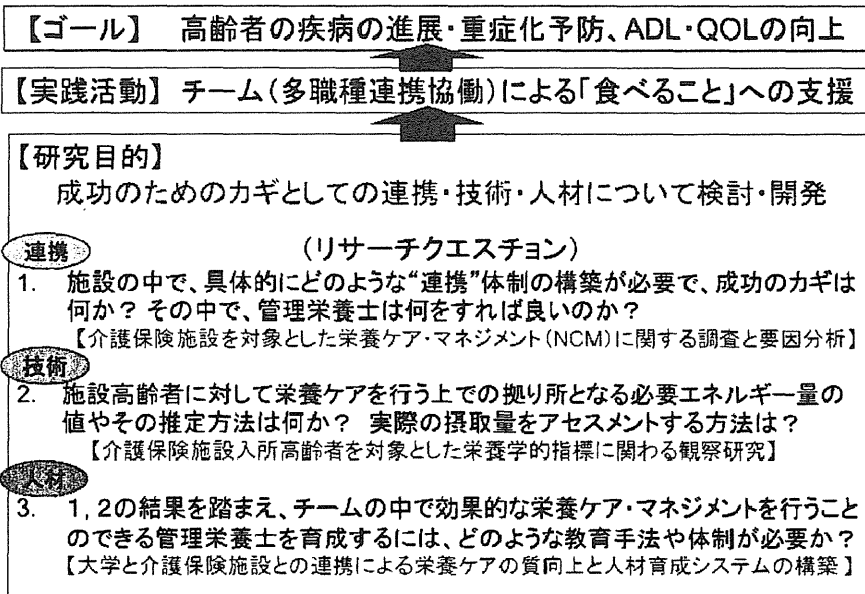 【ゴール】 高齢者の疾病の進展・重症化予防、ADL・QOLの向上
【実践活動】 チーム(多職種連携協働)による「食べること」への支援
【研究目的】
成功のためのカギとしての連携・技術・人材について検討・開発
連携
(リサーチクエスチョン)
1. 施設の中で、具体的にどのような“連携”体制の構築が必要で、成功のカギは
何か? その中で、管理栄養士は何をすれば良いのか?
【介護保険施設を対象とした栄養ケア・マネジメント(NCM)に関する調査と要因分析】
技術
2. 施設高齢者に対して栄養ケアを行う上での拠り所となる必要エネルギー量の
値やその推定方法は何か? 実際の摂取量をアセスメントする方法は?
【介護保険施設入所高齢者を対象とした栄養学的指標に関わる観察研究】
人材
3. 1,2の結果を踏まえ、チームの中で効果的な栄養ケア・マネジメントを行うこと
のできる管理栄養士を育成するには、どのような教育手法や体制が必要か?
【大学と介護保険施設との連携による栄養ケアの質向上と人材育成システムの構築】